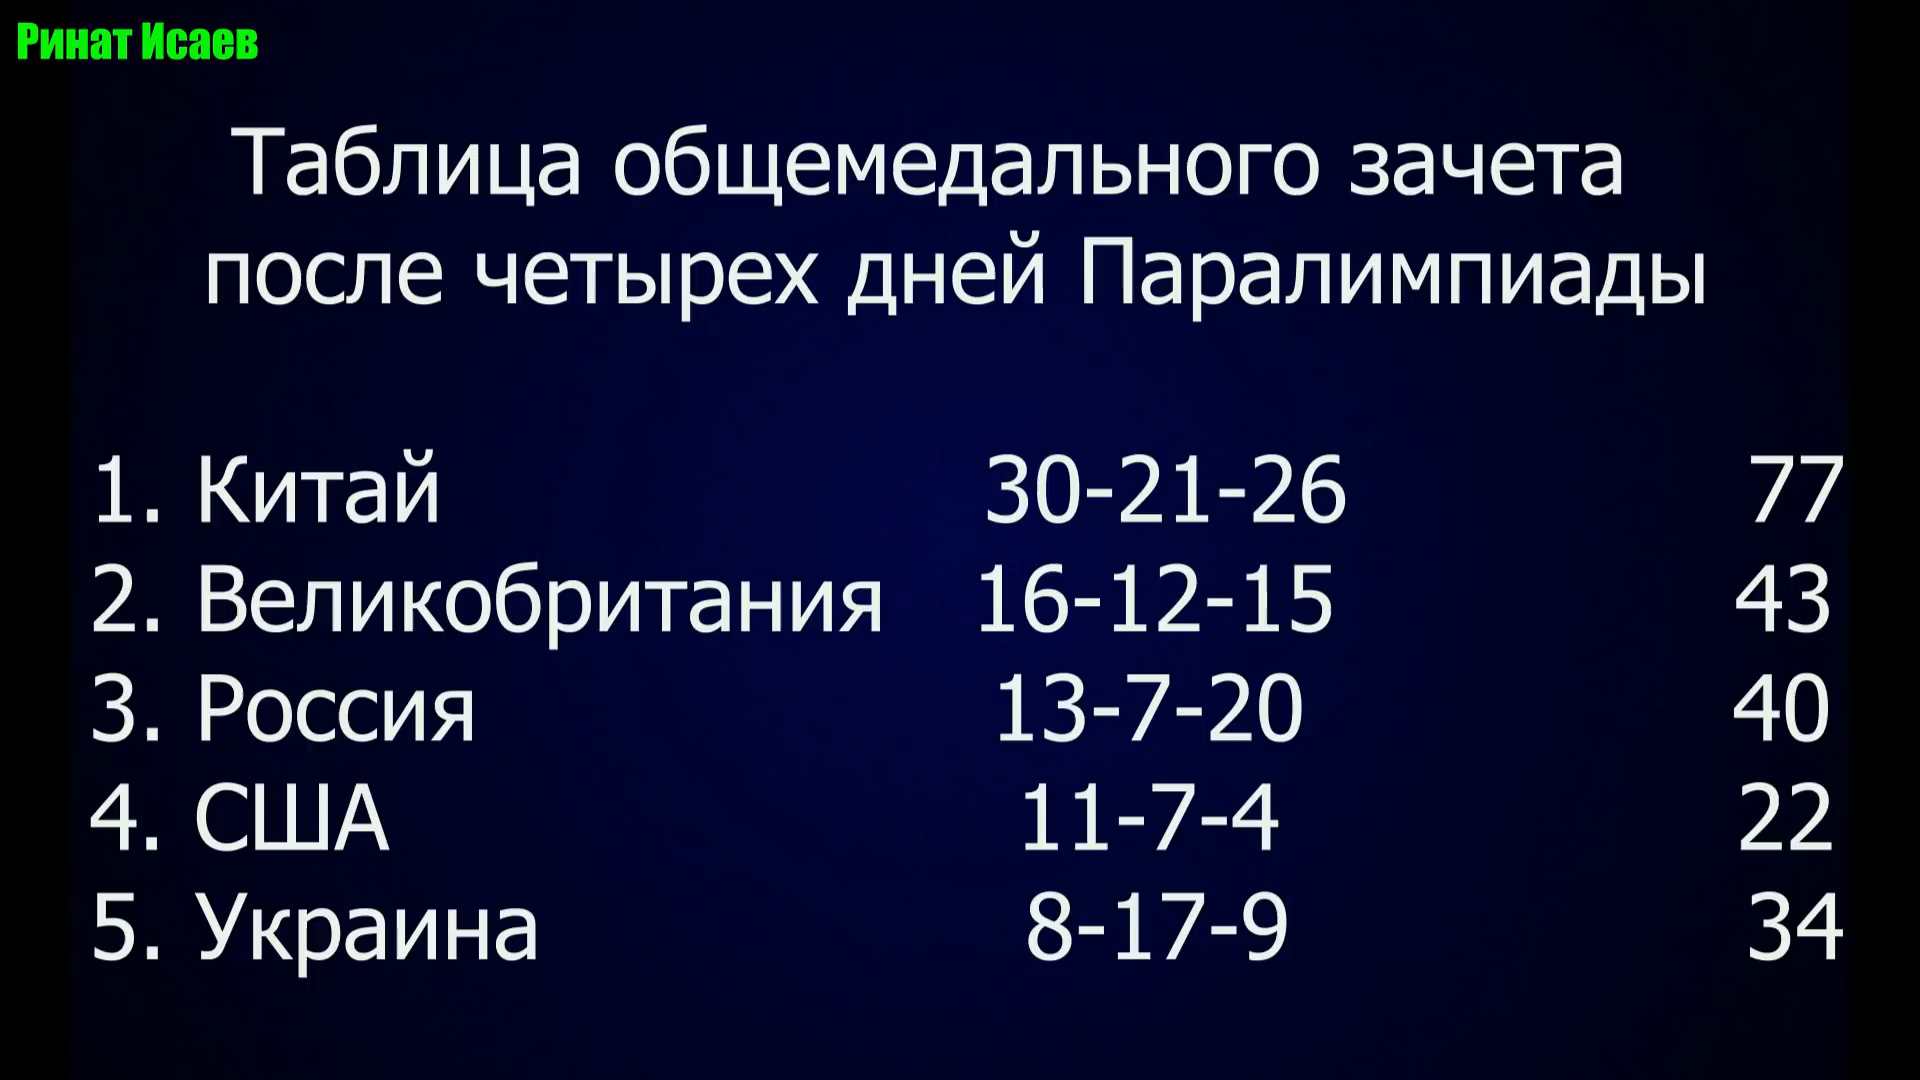 Ринат Исаев
Таблица общемедального зачета
после четырех дней Паралимпиады
1. Китай 30-21-26 77
2. Великобритания 16-12-15 43
3. Россия 13-7-20 40
4. США 11-7-4 22
5. Украина 8-17-9 34